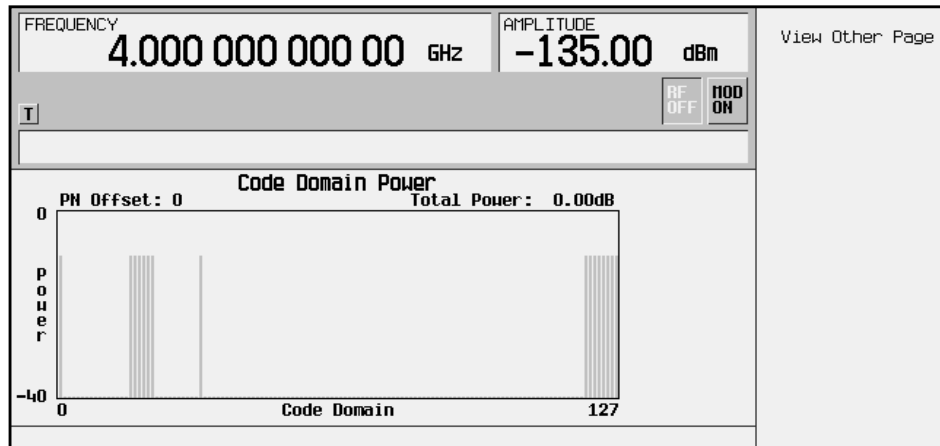 FREQUENCY
4.000 000 000 00 GHz
AMPLITUDE
-135.00 dBm
View Other Page
T
RF
OFF
MOD
ON
Code Domain Power
PN Offset: 0
Total Power: 0.00dB
0
Power
-40
0
Code Domain
127